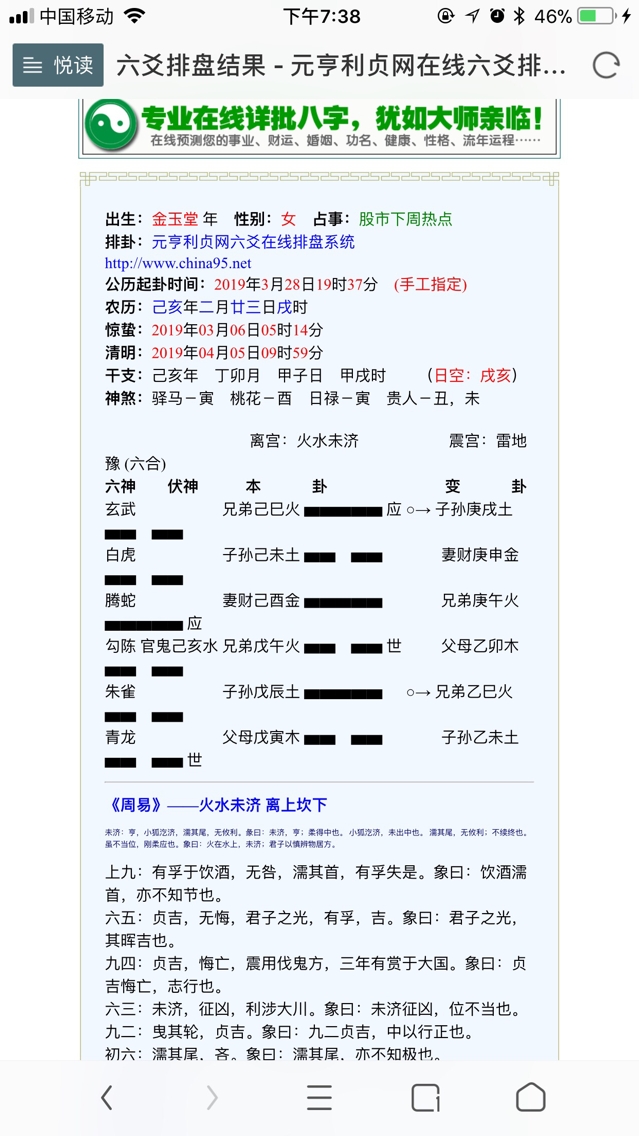 中国移动 下午7:38 46%
悦读 六爻排盘结果 - 元亨利贞网在线六爻排...
专业在线详批八字，犹如大师亲临！
在线预测您的事业、财运、婚姻、功名、健康、性格、流年运程……
出生：金玉堂 年 性别：女 占事：股市下周热点
排卦：元亨利贞网六爻在线排盘系统
http://www.china95.net
公历起卦时间：2019年3月28日19时37分 （手工指定）
农历：己亥年二月廿三日戌时
惊蛰：2019年03月06日05时14分
清明：2019年04月05日09时59分
干支：己亥年 丁卯月 甲子日 甲戌时 （日空：戌亥）
神煞：驿马－寅 桃花－酉 日禄－寅 贵人－丑，未
离宫：火水未济 震宫：雷地
豫 (六合)
六神 伏神 本 卦 变 卦
玄武 兄弟己巳火 应 ○→ 子孙庚戌土
白虎 子孙己未土 妻财庚申金
腾蛇 妻财己酉金 兄弟庚午火
应
勾陈 官鬼己亥水 兄弟戊午火 世 父母乙卯木
朱雀 子孙戊辰土 ○→ 兄弟乙巳火
青龙 父母戊寅木 子孙乙未土
世
《周易》——火水未济 离上坎下
未济：亨，小狐汔济，濡其尾，无攸利。象曰：未济，亨；柔得中也。小狐汔济，未出中也。濡其尾，无攸利；不续终也。
虽不当位，刚柔应也。象曰：火在水上，未济；君子以慎辨物居方。
上九：有孚于饮酒，无咎，濡其首，有孚失是。象曰：饮酒濡
首，亦不知节也。
六五：贞吉，无悔，君子之光，有孚，吉。象曰：君子之光，
其晖吉也。
九四：贞吉，悔亡，震用伐鬼方，三年有赏于大国。象曰：贞
吉悔亡，志行也。
六三：未济，征凶，利涉大川。象曰：未济征凶，位不当也。
九二：曳其轮，贞吉。象曰：九二贞吉，中以行正也。
初六：濡其尾，吝。象曰：濡其尾，亦不知极也。
1